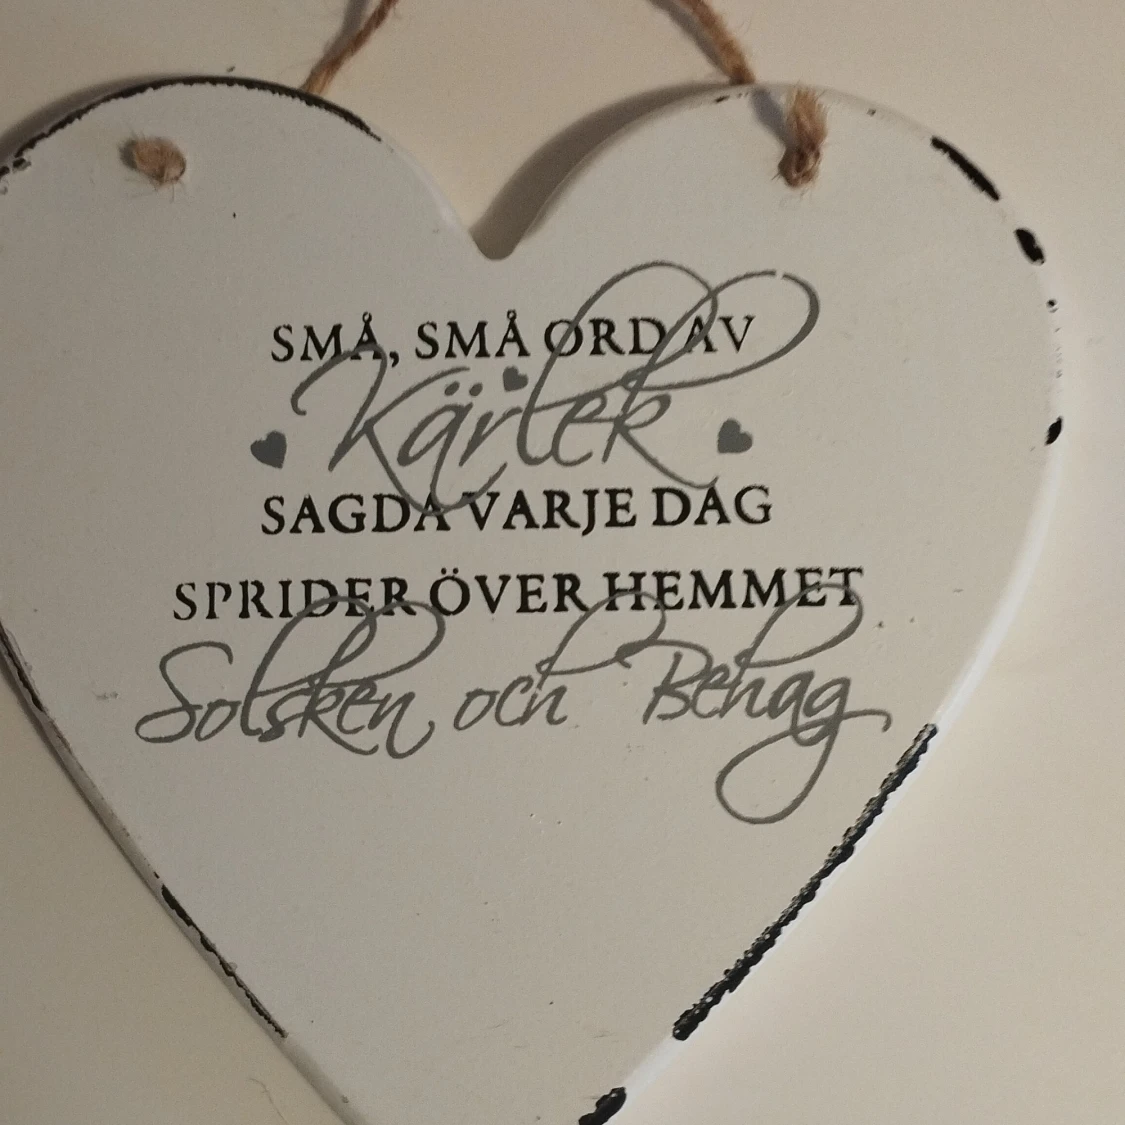 SMÅ, SMÅ ORD AV
Kärlek
SAGDA VARJE DAG
SPRIDER ÖVER HEMMET
Solsken och Behag